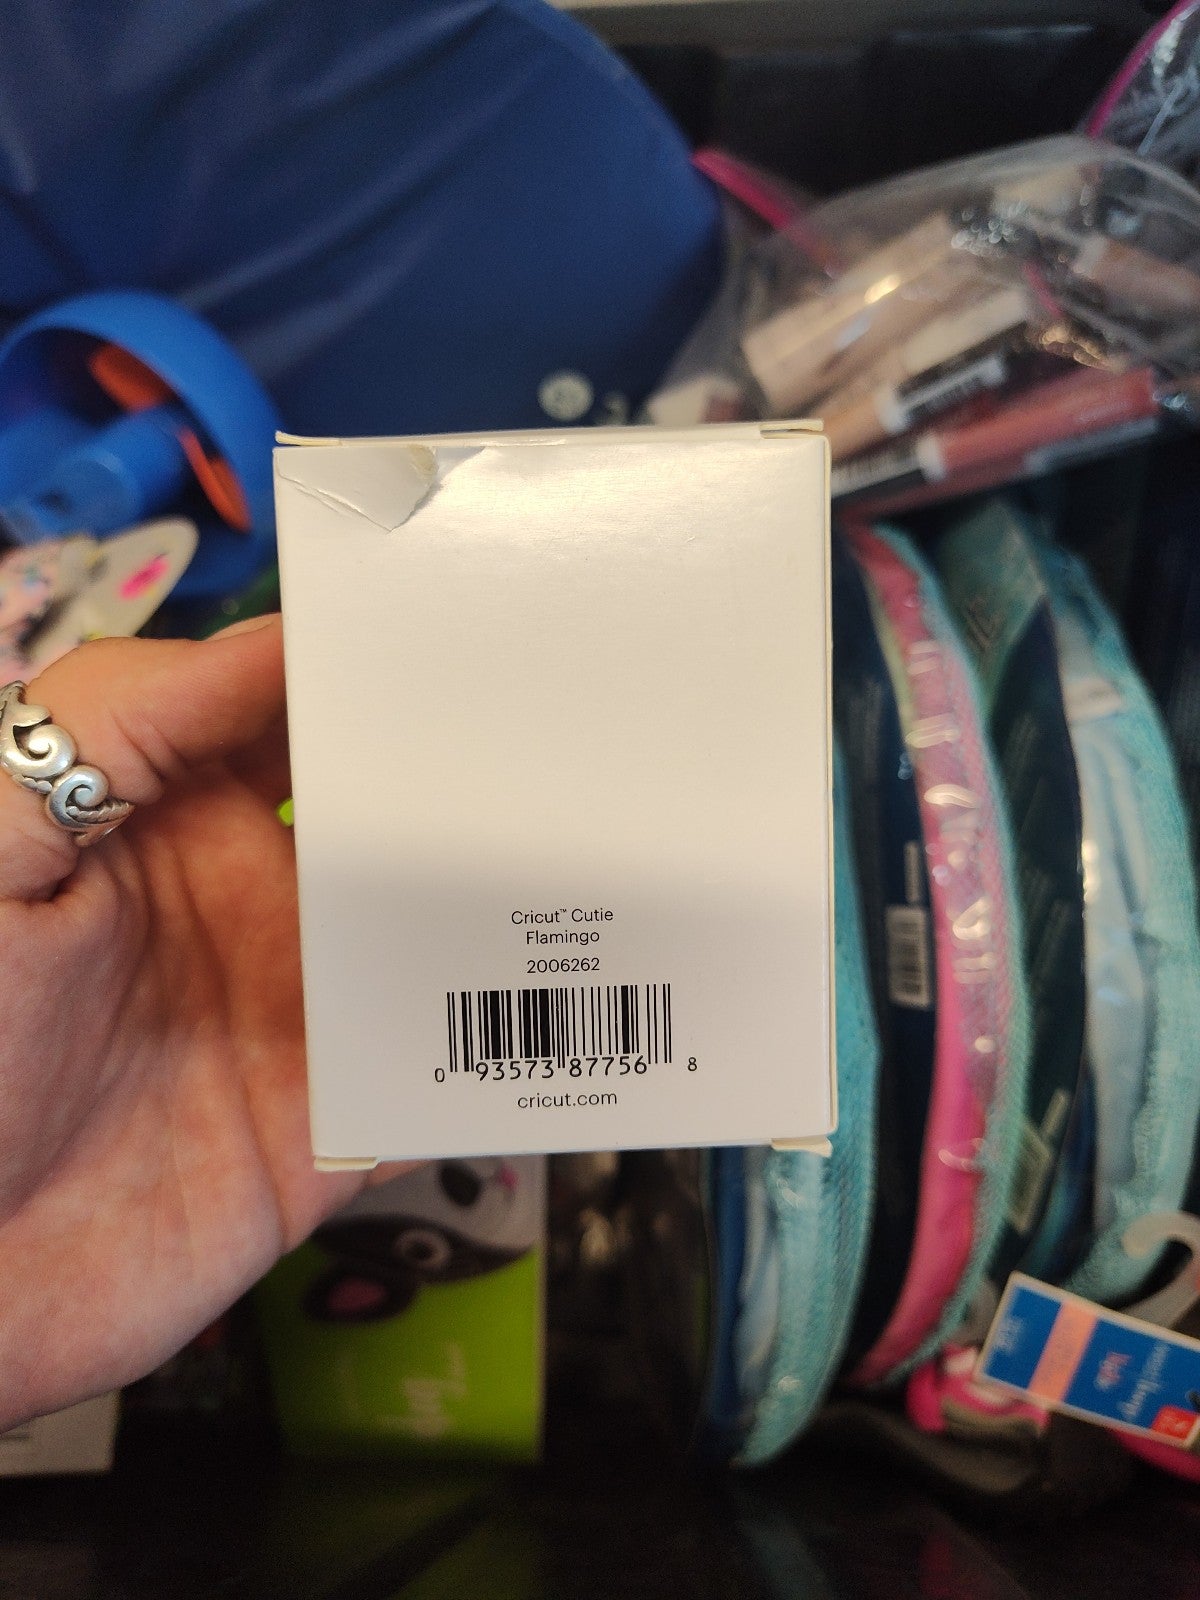 Cricut™ Cutie
Flamingo
2006262
0 93573 87756 8
cricut.com